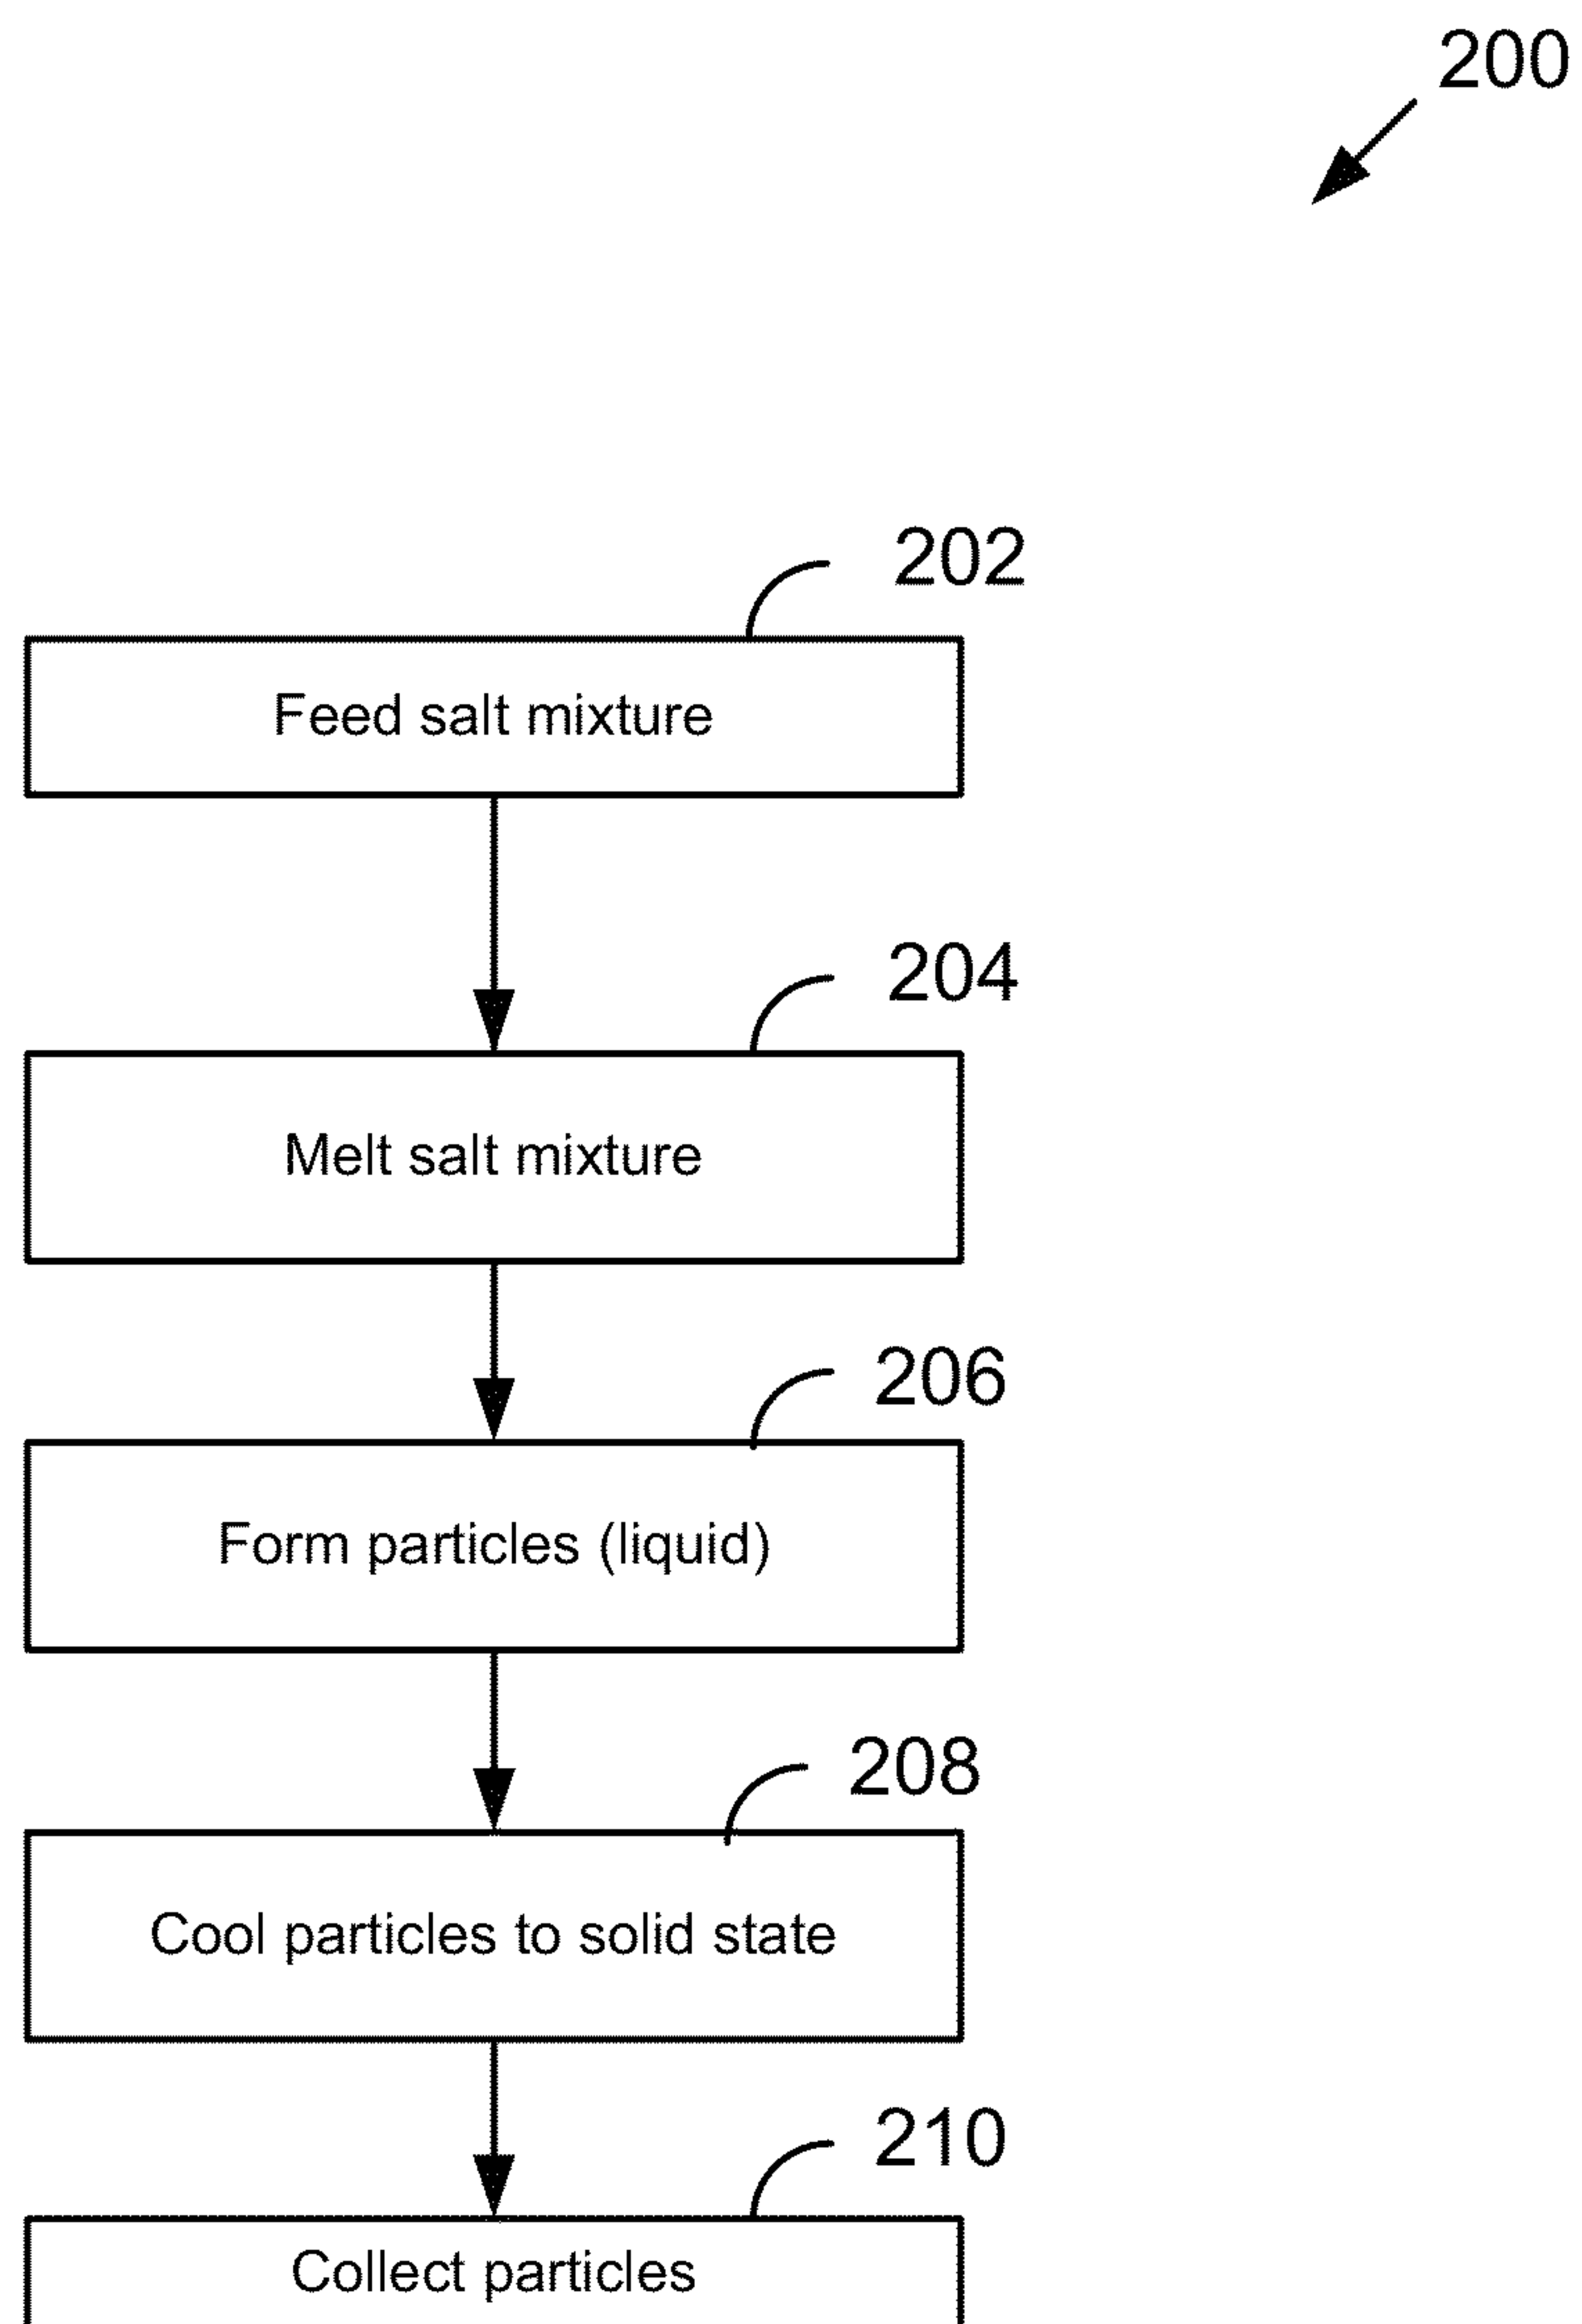 200
202
Feed salt mixture
204
Melt salt mixture
206
Form particles (liquid)
208
Cool particles to solid state
210
Collect particles